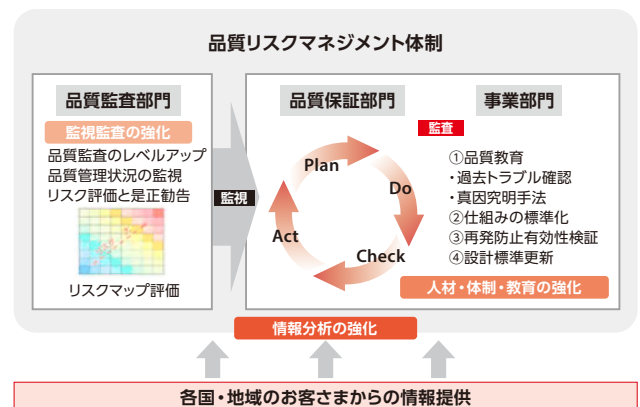 品質リスクマネジメント体制
品質監査部門
監視監査の強化
品質監査のレベルアップ
品質管理状況の監視
リスク評価と是正勧告
リスクマップ評価
監視
品質保証部門
事業部門
監査
Plan
Do
Check
Act
①品質教育
・過去トラブル確認
・真因究明手法
②仕組みの標準化
③再発防止有効性検証
④設計標準更新
人材・体制・教育の強化
情報分析の強化
各国・地域のお客さまからの情報提供